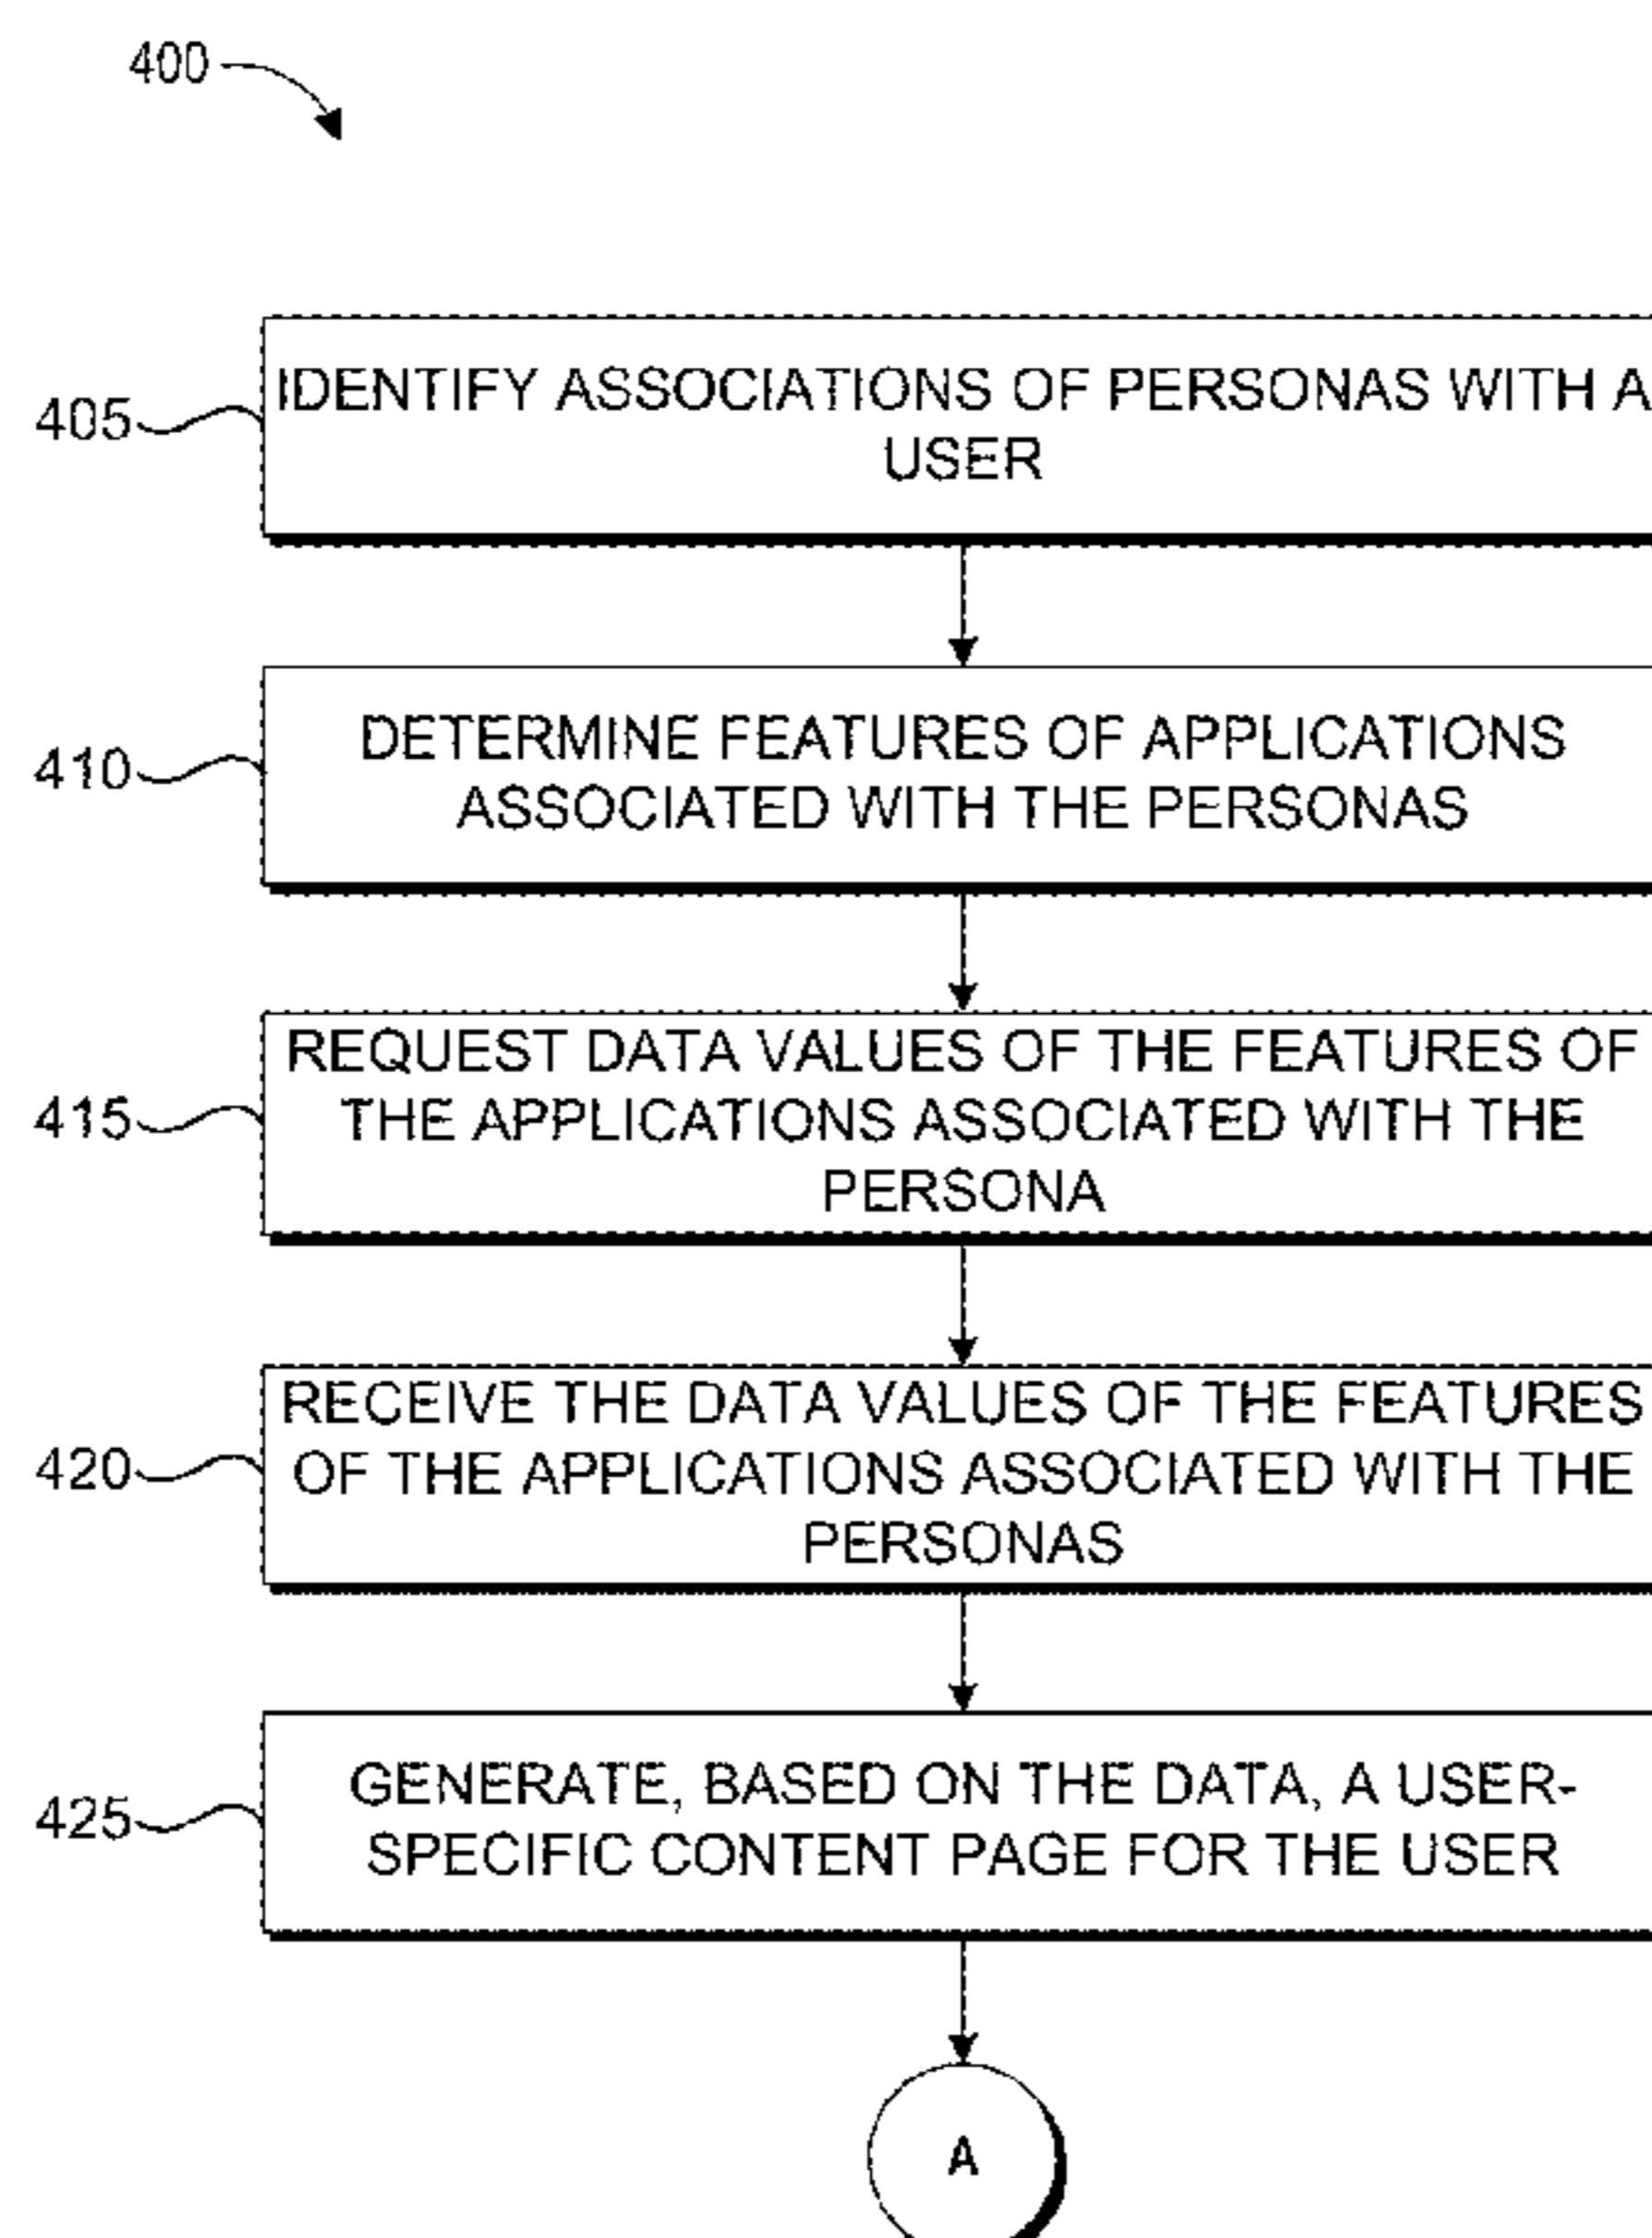 400
405
IDENTIFY ASSOCIATIONS OF PERSONAS WITH A
USER
410
DETERMINE FEATURES OF APPLICATIONS
ASSOCIATED WITH THE PERSONAS
415
REQUEST DATA VALUES OF THE FEATURES OF
THE APPLICATIONS ASSOCIATED WITH THE
PERSONA
420
RECEIVE THE DATA VALUES OF THE FEATURES
OF THE APPLICATIONS ASSOCIATED WITH THE
PERSONAS
425
GENERATE, BASED ON THE DATA, A USER-
SPECIFIC CONTENT PAGE FOR THE USER
A